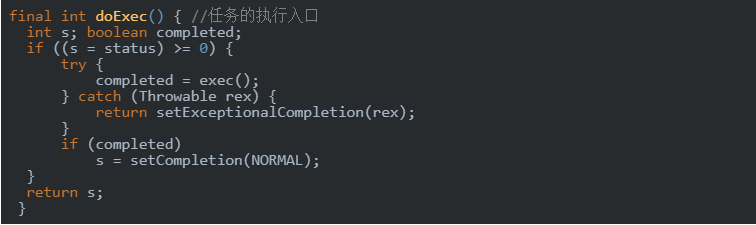 final int doExec() { //任务的执行入口
  int s; boolean completed;
  if ((s = status) >= 0) {
      try {
          completed = exec();
      } catch (Throwable rex) {
          return setExceptionalCompletion(rex);
      }
      if (completed)
          s = setCompletion(NORMAL);
  }
  return s;
 }